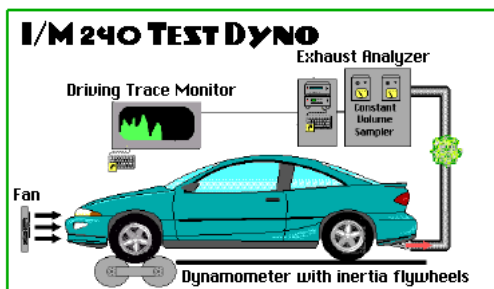 I/M 240 TEST DYNO
Exhaust Analyzer
Driving Trace Monitor
Constant
Volume
Sampler
Fan
Dynamometer with inertia flywheels